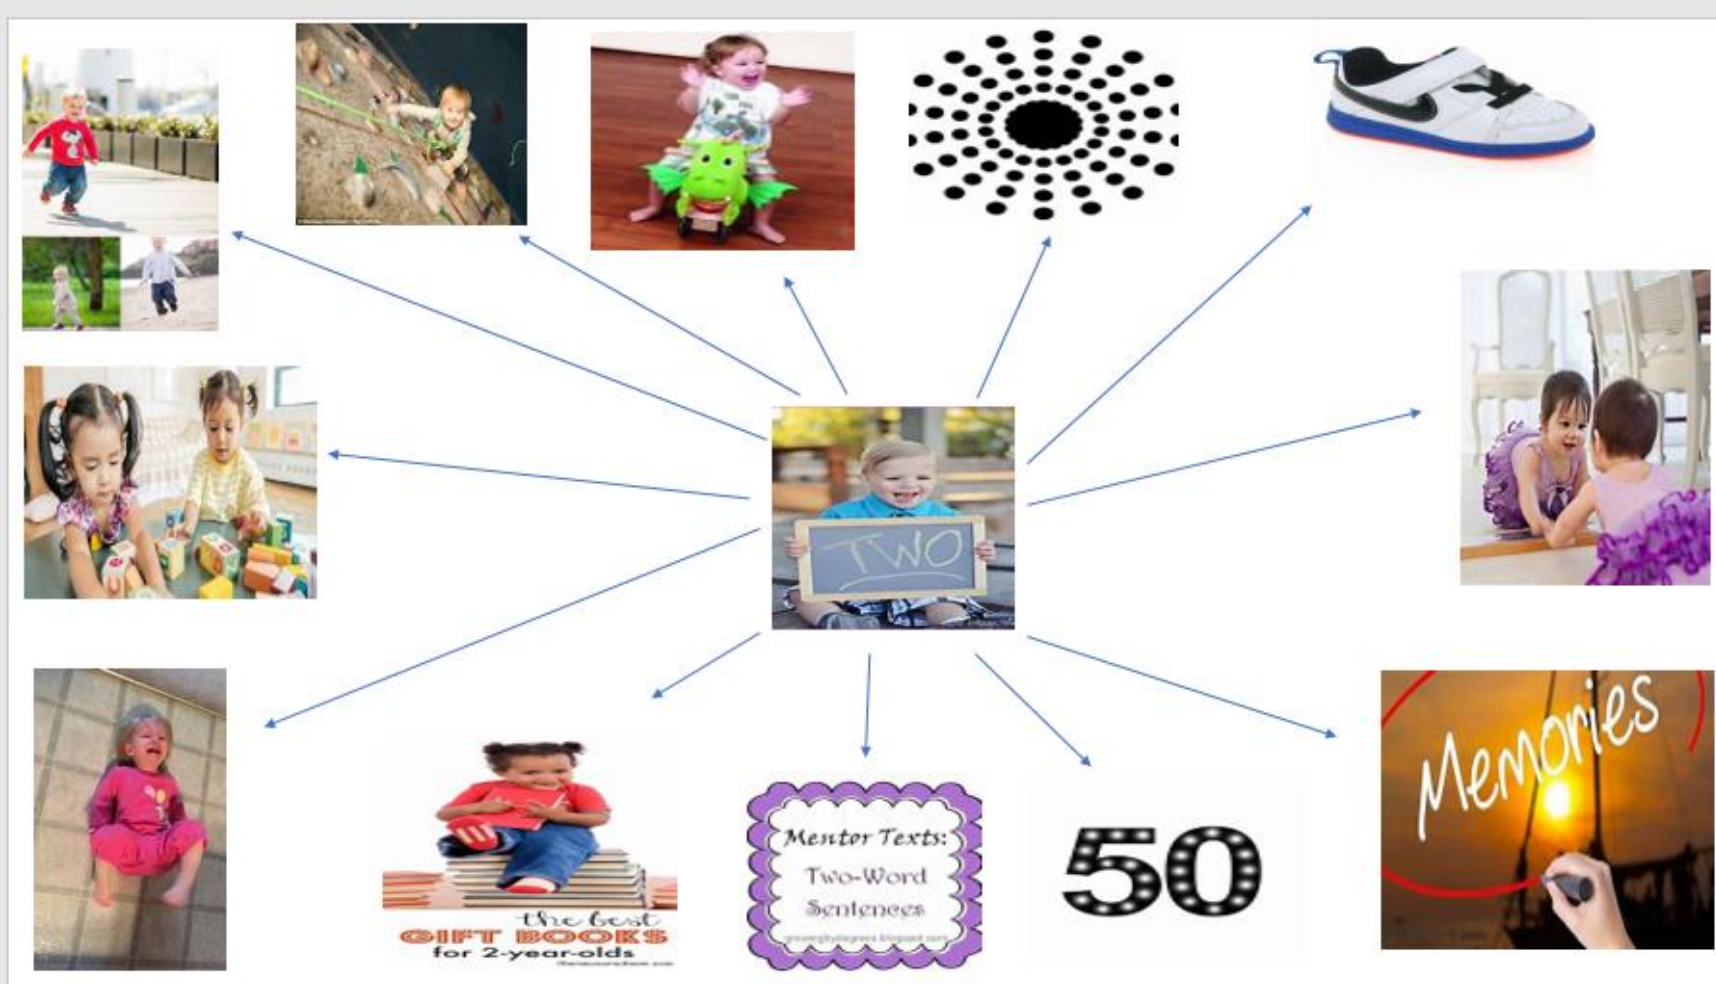 TWO
Memories
Mentor Texts:
Two-Word
Sentences
50
the best
GIFT BOOKS
for 2-year-olds